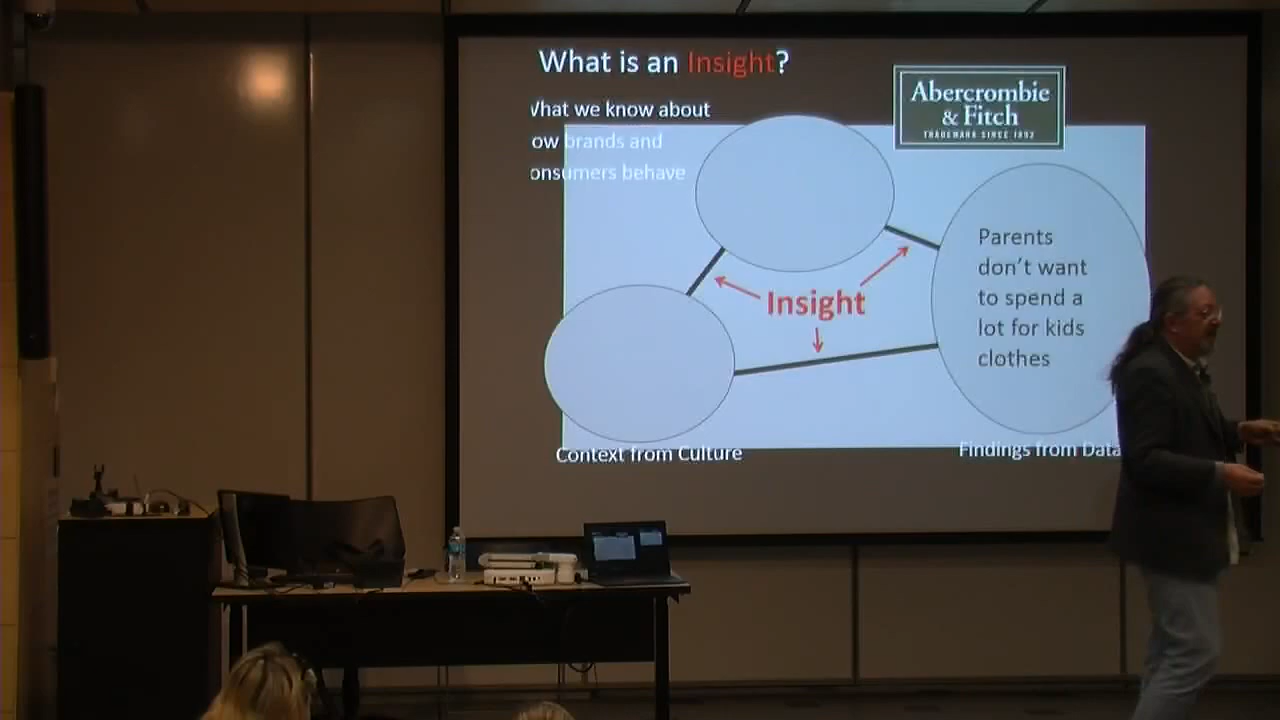 What is an Insight?
Abercrombie
& Fitch
TRADEMARK SINCE 1892
What we know about
ow brands and
onsumers behave
Parents
don't want
to spend a
lot for kids
clothes
Insight
Context from Culture
Findings from Data